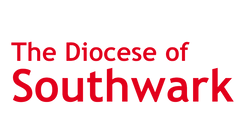 The Diocese of
Southwark